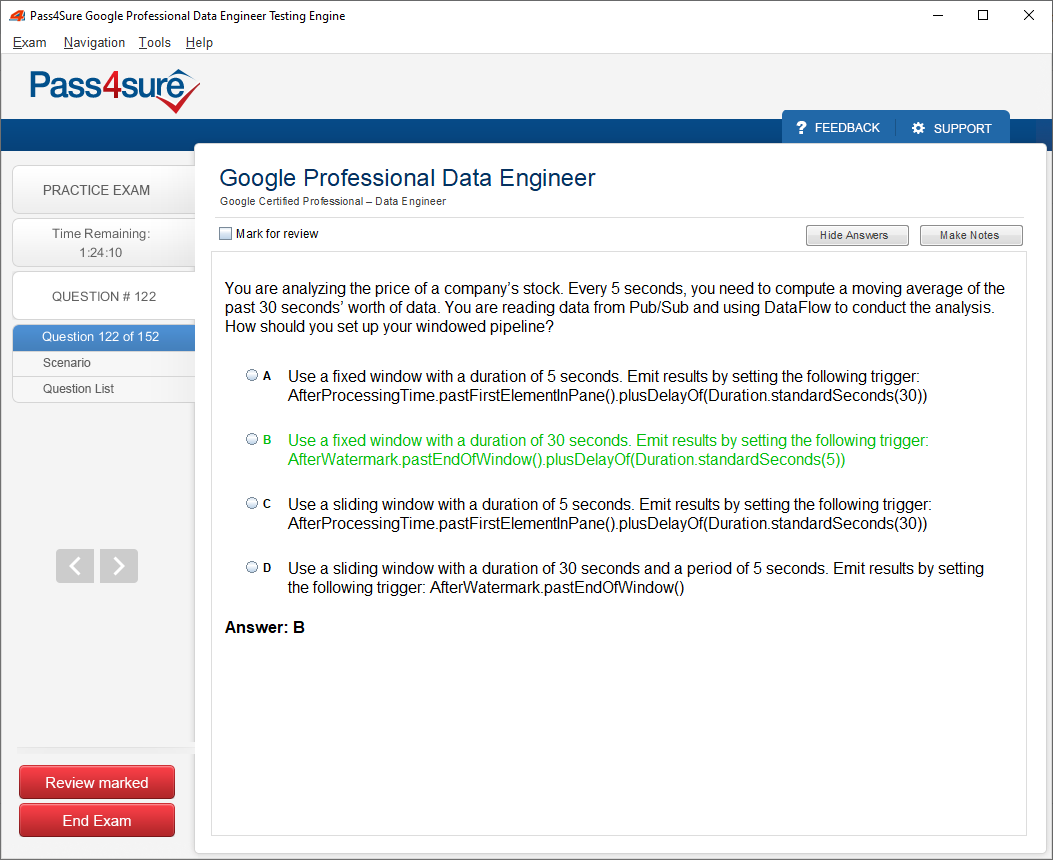 Pass4Sure Google Professional Data Engineer Testing Engine
Exam Navigation Tools Help
Pass4sure
? FEEDBACK SUPPORT
PRACTICE EXAM
Time Remaining:
1:24:10
QUESTION # 122
Question 122 of 152
Scenario
Question List
Review marked
End Exam
Google Professional Data Engineer
Google Certified Professional – Data Engineer
Mark for review
Hide Answers Make Notes
You are analyzing the price of a company’s stock. Every 5 seconds, you need to compute a moving average of the
past 30 seconds’ worth of data. You are reading data from Pub/Sub and using DataFlow to conduct the analysis.
How should you set up your windowed pipeline?
A Use a fixed window with a duration of 5 seconds. Emit results by setting the following trigger:
AfterProcessingTime.pastFirstElementInPane().plusDelayOf(Duration.standardSeconds(30))
B Use a fixed window with a duration of 30 seconds. Emit results by setting the following trigger:
AfterWatermark.pastEndOfWindow().plusDelayOf(Duration.standardSeconds(5))
C Use a sliding window with a duration of 5 seconds. Emit results by setting the following trigger:
AfterProcessingTime.pastFirstElementInPane().plusDelayOf(Duration.standardSeconds(30))
D Use a sliding window with a duration of 30 seconds and a period of 5 seconds. Emit results by setting
the following trigger: AfterWatermark.pastEndOfWindow()
Answer: B